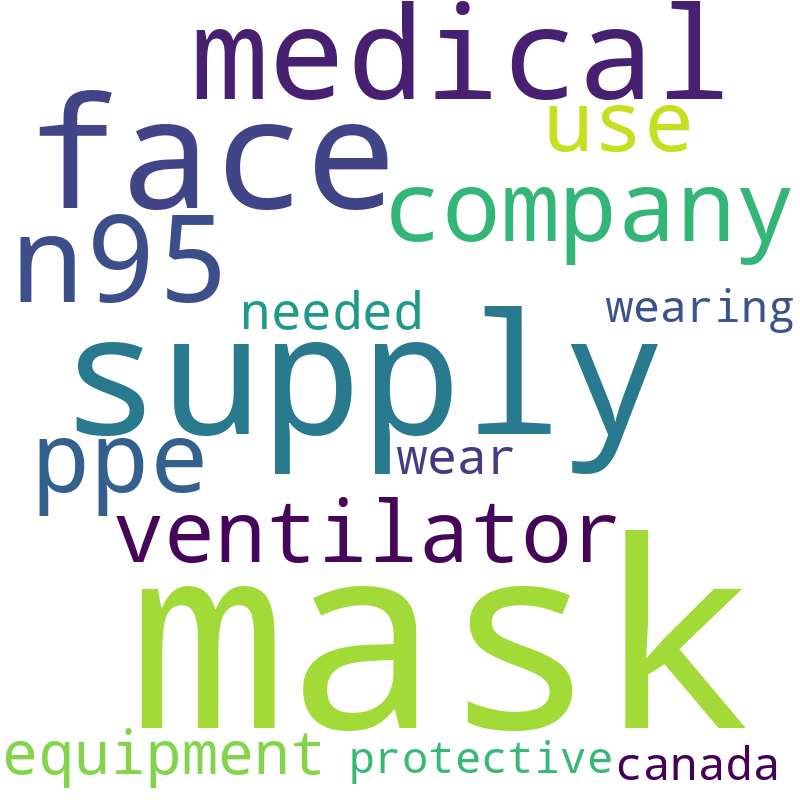 medical
face
use
company
n95
needed
wearing
supply
ppe
wear
ventilator
mask
equipment
protective
canada